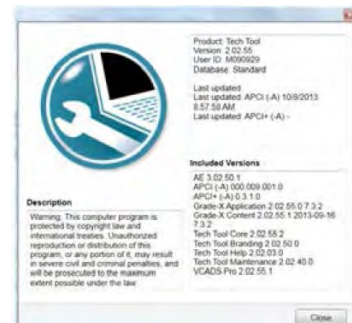 Product: Tech Tool
Version: 2.02.55
User ID: M090929
Database: Standard
Last updated:
Last updated: APCI (-A) 10/9/2013
8:57:58 AM
Last updated: APCI+ (-A) -
Included Versions
AE 3.02.50.1
APCI (-A) 000.009.001.0
APCI+ (-A) 0.3.1.0
Grade-X Application 2.02.55.0 7.3.2
Grade-X Content 2.02.55.1 2013-09-16
7.3.2
Tech Tool Core 2.02.55.2
Tech Tool Branding 2.02.50.0
Tech Tool Help 2.02.03.0
Tech Tool Maintenance 2.02.40.0
VCADS Pro 2.02.55.1
Description
Warning: This computer program is
protected by copyright law and
international treaties. Unauthorized
reproduction or distribution of this
program, or any portion of it, may result
in severe civil and criminal penalties, and
will be prosecuted to the maximum
extent possible under the law.
Close